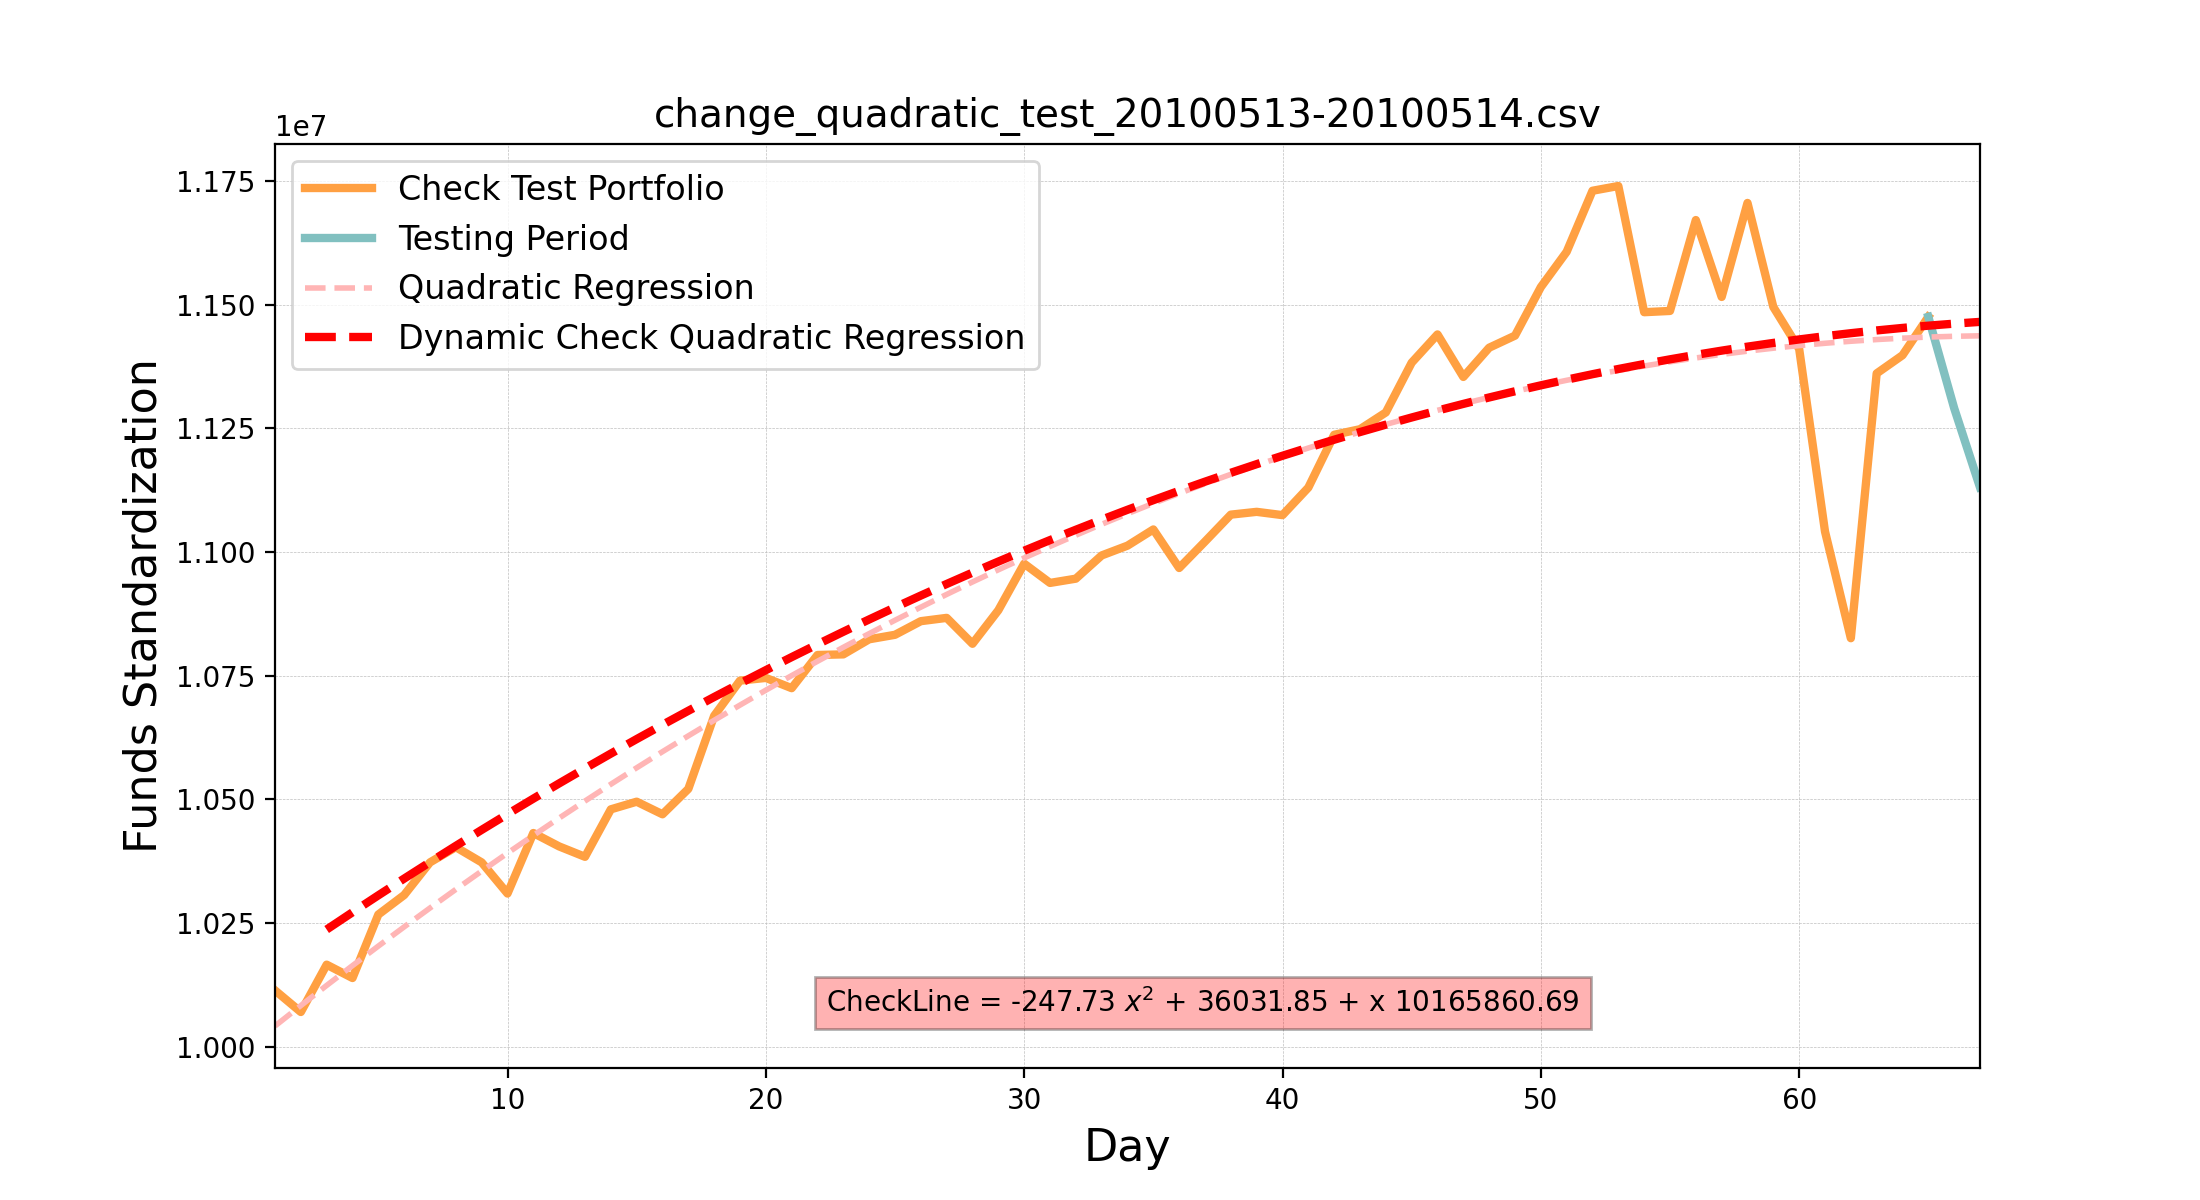 change_quadratic_test_20100513-20100514.csv
1e7
Check Test Portfolio
Testing Period
Quadratic Regression
Dynamic Check Quadratic Regression
1.175
1.150
1.125
1.100
1.075
1.050
1.025
1.000
Funds Standardization
CheckLine = -247.73 x² + 36031.85 + x 10165860.69
10 20 30 40 50 60
Day